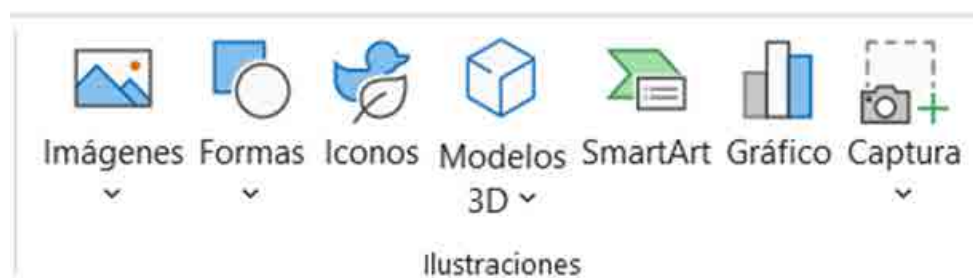 Imágenes Formas Iconos Modelos 3D SmartArt Gráfico Captura
Ilustraciones